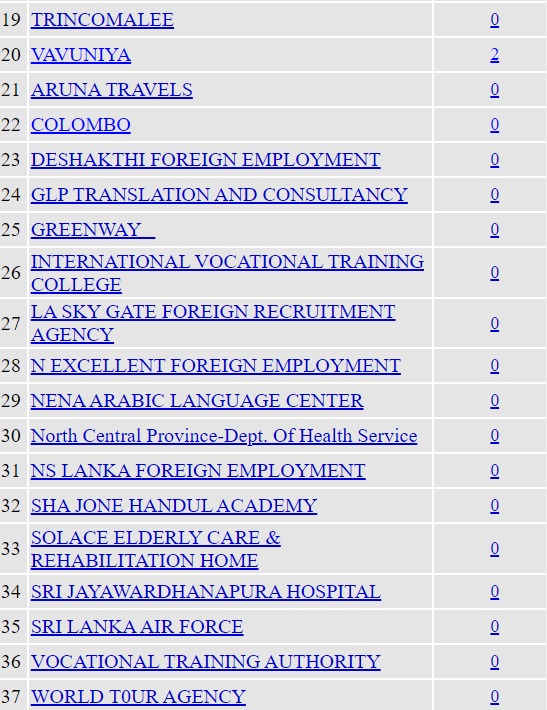 19 TRINCOMALEE 0
20 VAVUNIYA 2
21 ARUNA TRAVELS 0
22 COLOMBO 0
23 DESHAKTHI FOREIGN EMPLOYMENT 0
24 GLP TRANSLATION AND CONSULTANCY 0
25 GREENWAY_ 0
26 INTERNATIONAL VOCATIONAL TRAINING
COLLEGE 0
27 LA SKY GATE FOREIGN RECRUITMENT
AGENCY 0
28 N EXCELLENT FOREIGN EMPLOYMENT 0
29 NENA ARABIC LANGUAGE CENTER 0
30 North Central Province-Dept. Of Health Service 0
31 NS LANKA FOREIGN EMPLOYMENT 0
32 SHA JONE HANDUL ACADEMY 0
33 SOLACE ELDERLY CARE &
REHABILITATION HOME 0
34 SRI JAYAWARDHANAPURA HOSPITAL 0
35 SRI LANKA AIR FORCE 0
36 VOCATIONAL TRAINING AUTHORITY 0
37 WORLD T0UR AGENCY 0